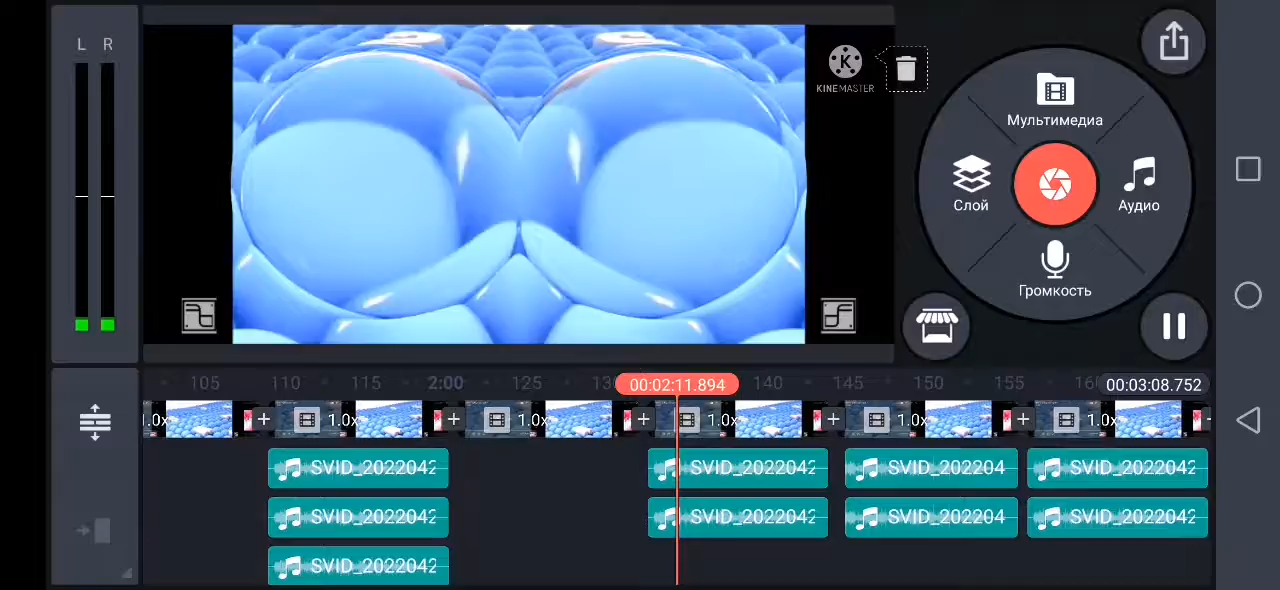 L R
KINEMASTER
Мультимедиа
Слой
Аудио
Громкость
105 110 115 2:00 125 13 00:02:11.894 140 145 150 155 16 00:03:08.752
1.0x 1.0x 1.0x 1.0x 1.0x 1.0x
SVID_2022042 SVID_2022042 SVID_202204 SVID_2022042
SVID_2022042 SVID_2022042 SVID_202204 SVID_2022042
SVID_2022042